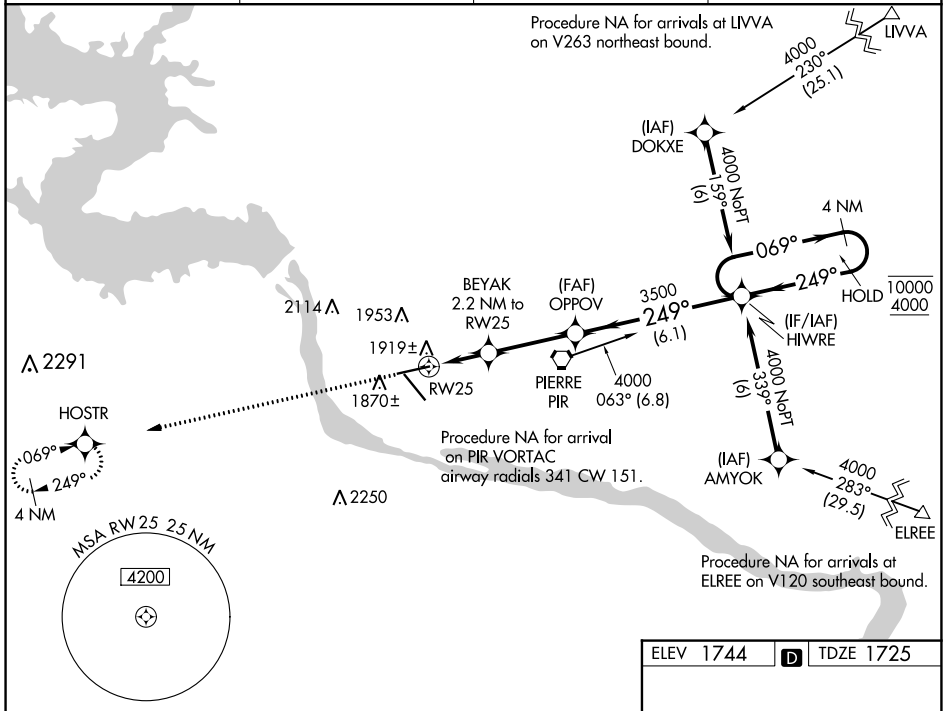 Procedure NA for arrivals at LIVVA
on V263 northeast bound.
LIVVA
4000
230°
(25.1)
(IAF)
DOKXE
4000 NoPT
159°
(6)
4 NM
069°
249°
HOLD
10000
4000
(IF/IAF)
HIWRE
BEYAK
2.2 NM to
RW25
(FAF)
OPPOV
3500
249°
(6.1)
2114
1953
1919±
RW25
1870±
PIERRE
PIR
4000
063° (6.8)
4000 NoPT
339°
(6)
2291
HOSTR
069°
249°
4 NM
Procedure NA for arrival
on PIR VORTAC
airway radials 341 CW 151.
(IAF)
AMYOK
4000
283°
(29.5)
ELREE
2250
MSA RW25 25 NM
4200
Procedure NA for arrivals at
ELREE on V120 southeast bound.
ELEV 1744
D
TDZE 1725